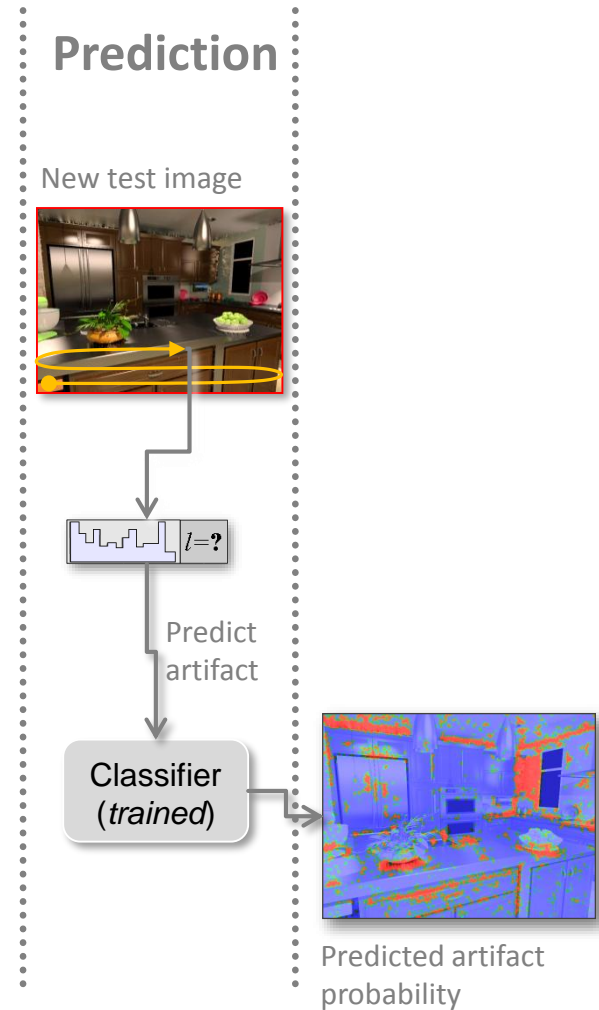 Prediction
New test image
l=?
Predict
artifact
Classifier
(trained)
Predicted artifact
probability